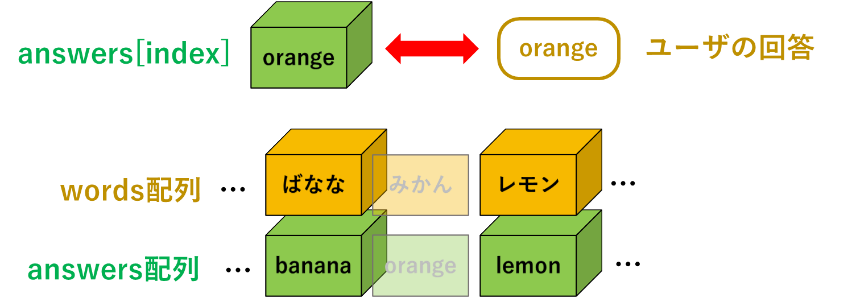 answers[index] orange orange ユーザの回答
words配列 … ばなな みかん レモン …
answers配列 … banana orange lemon …